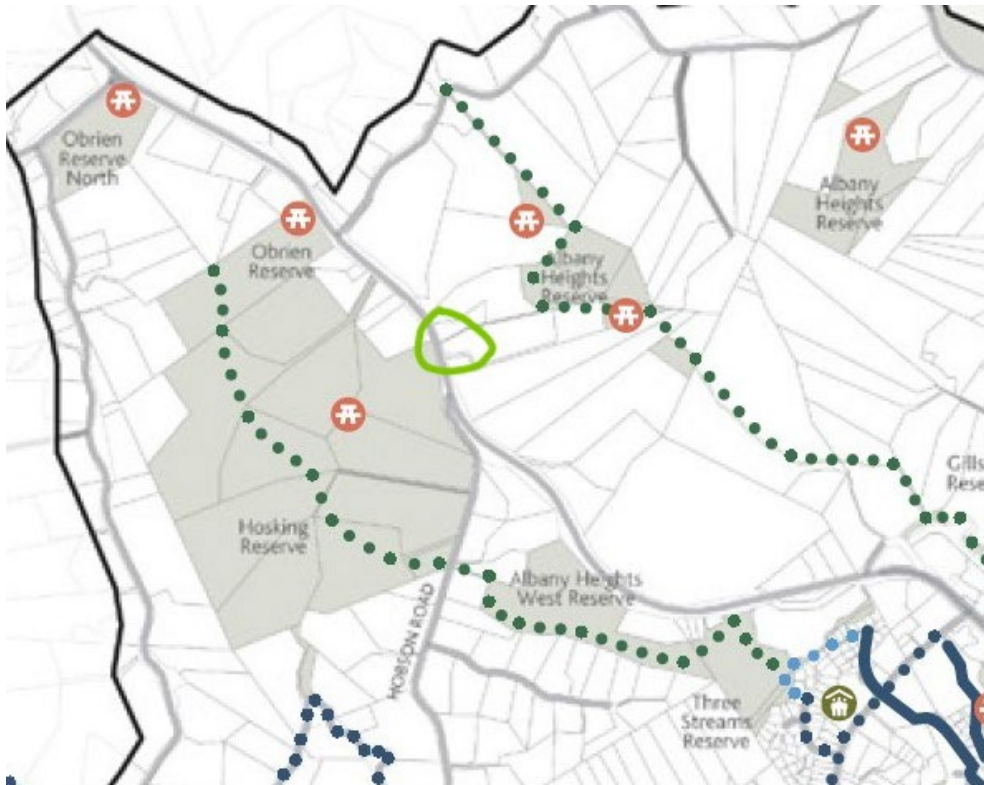 Obrien
Reserve
North
Obrien
Reserve
Albany
Heights
Reserve
Albany
Heights
Reserve
Gills
Rese
Hosking
Reserve
Albany Heights
West Reserve
HOBSON ROAD
Three
Streams
Reserve